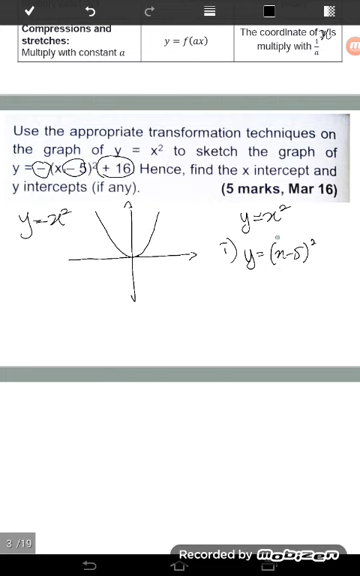 Compressions and
stretches:
Multiply with constant a
y = f(ax)
The coordinate of x is
multiply with 1/a
Use the appropriate transformation techniques on
the graph of y = x² to sketch the graph of
y = −(x − 5)² + 16. Hence, find the x intercept and
y intercepts (if any). (5 marks, Mar 16)
y = x²
y = x²
i) y = (x-5)²
3 /19
Recorded by Mobizen